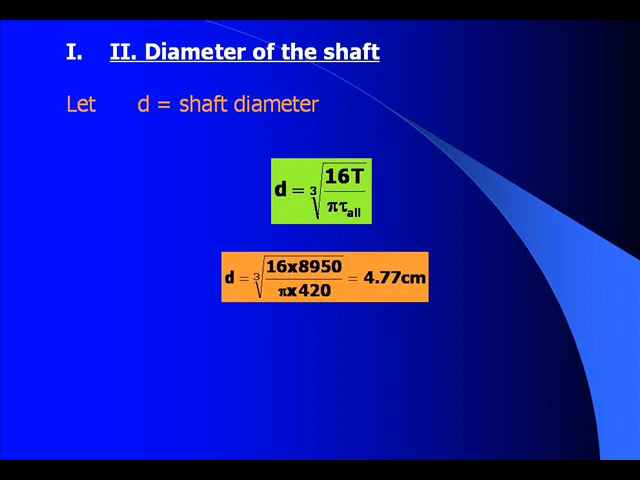 I. II. Diameter of the shaft
Let d = shaft diameter
d = ∛(16T / πτall)
d = ∛(16x8950 / πx420) = 4.77cm